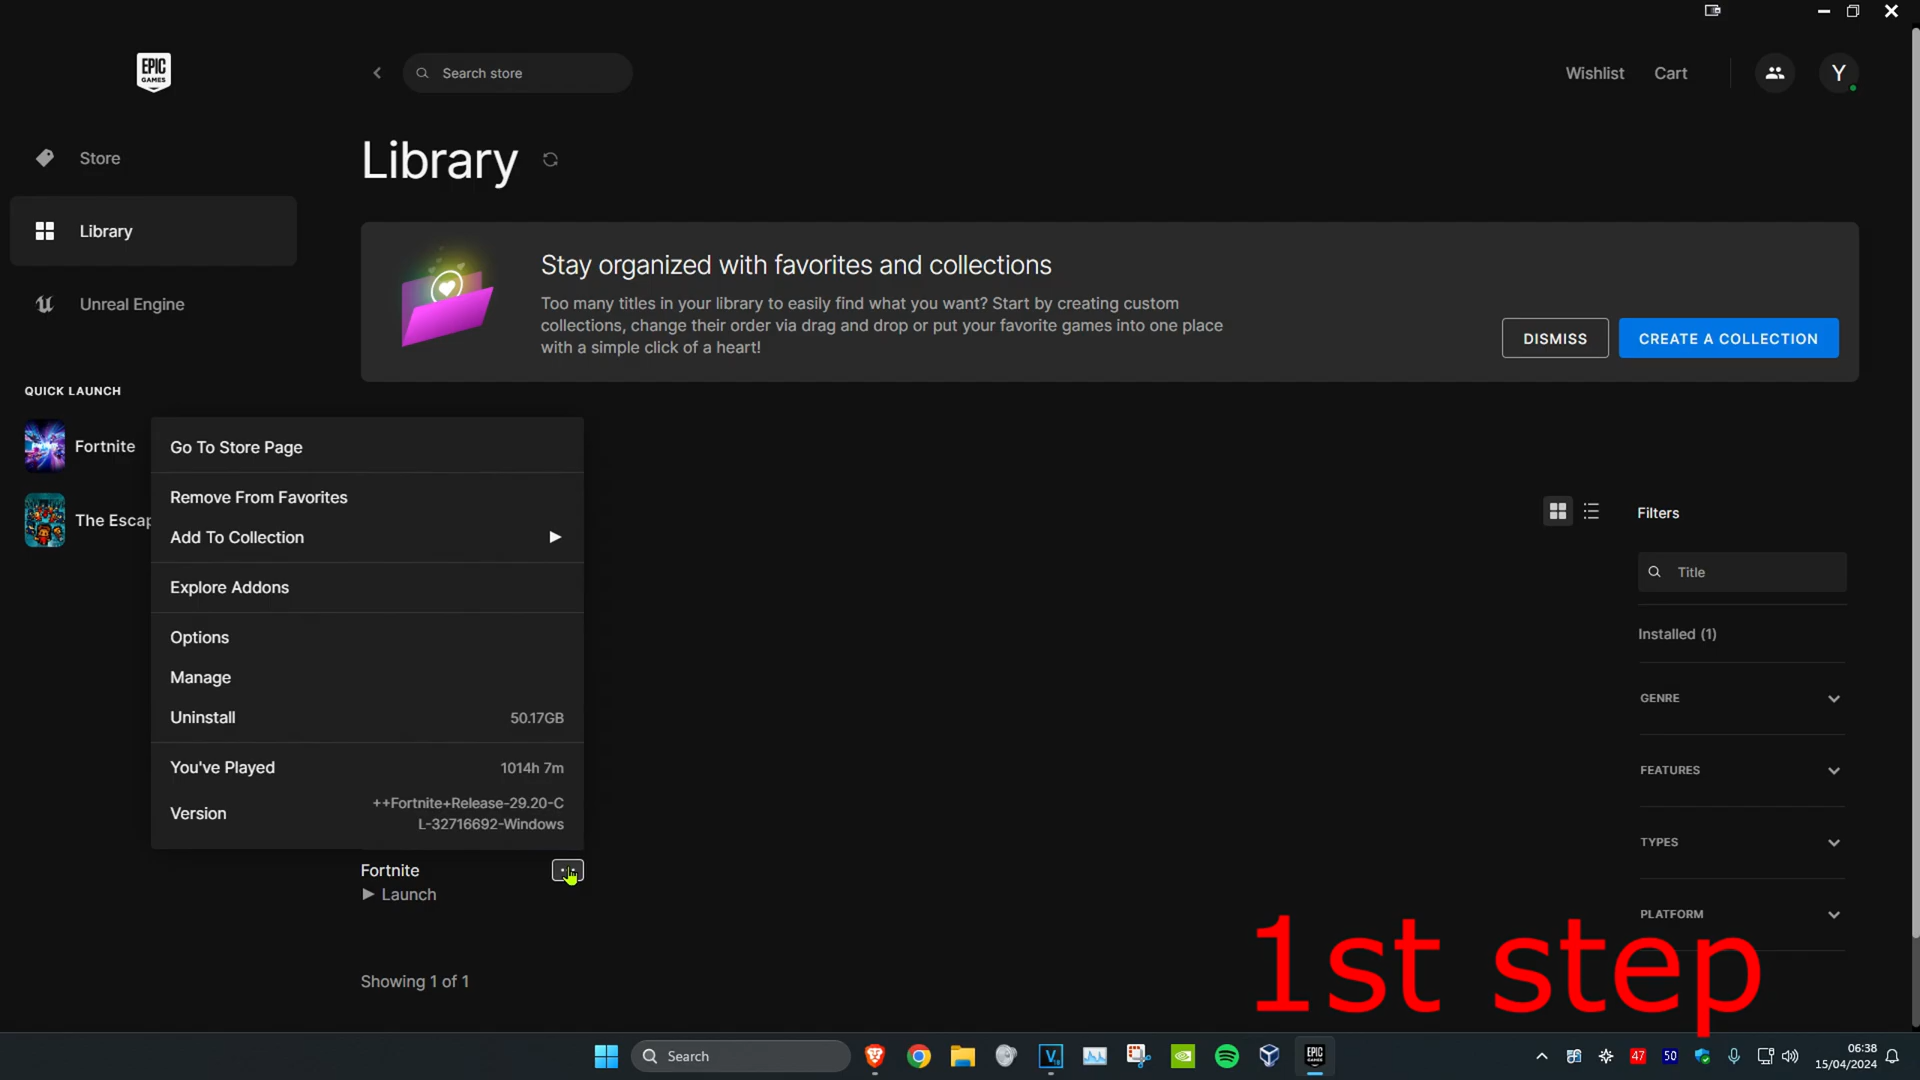 EPIC
GAMES
Search store
Wishlist
Cart
Y
Store
Library
Library
Stay organized with favorites and collections
Too many titles in your library to easily find what you want? Start by creating custom
collections, change their order via drag and drop or put your favorite games into one place
with a simple click of a heart!
DISMISS
CREATE A COLLECTION
Unreal Engine
QUICK LAUNCH
Fortnite
The Escap
Go To Store Page
Remove From Favorites
Add To Collection
Explore Addons
Options
Manage
Uninstall 50.17GB
You've Played 1014h 7m
Version ++Fortnite+Release-29.20-C
L-32716692-Windows
Fortnite
Launch
Showing 1 of 1
Filters
Title
Installed (1)
GENRE
FEATURES
TYPES
PLATFORM
1st step
Search
EPIC
GAMES
47
50
06:38
15/04/2024